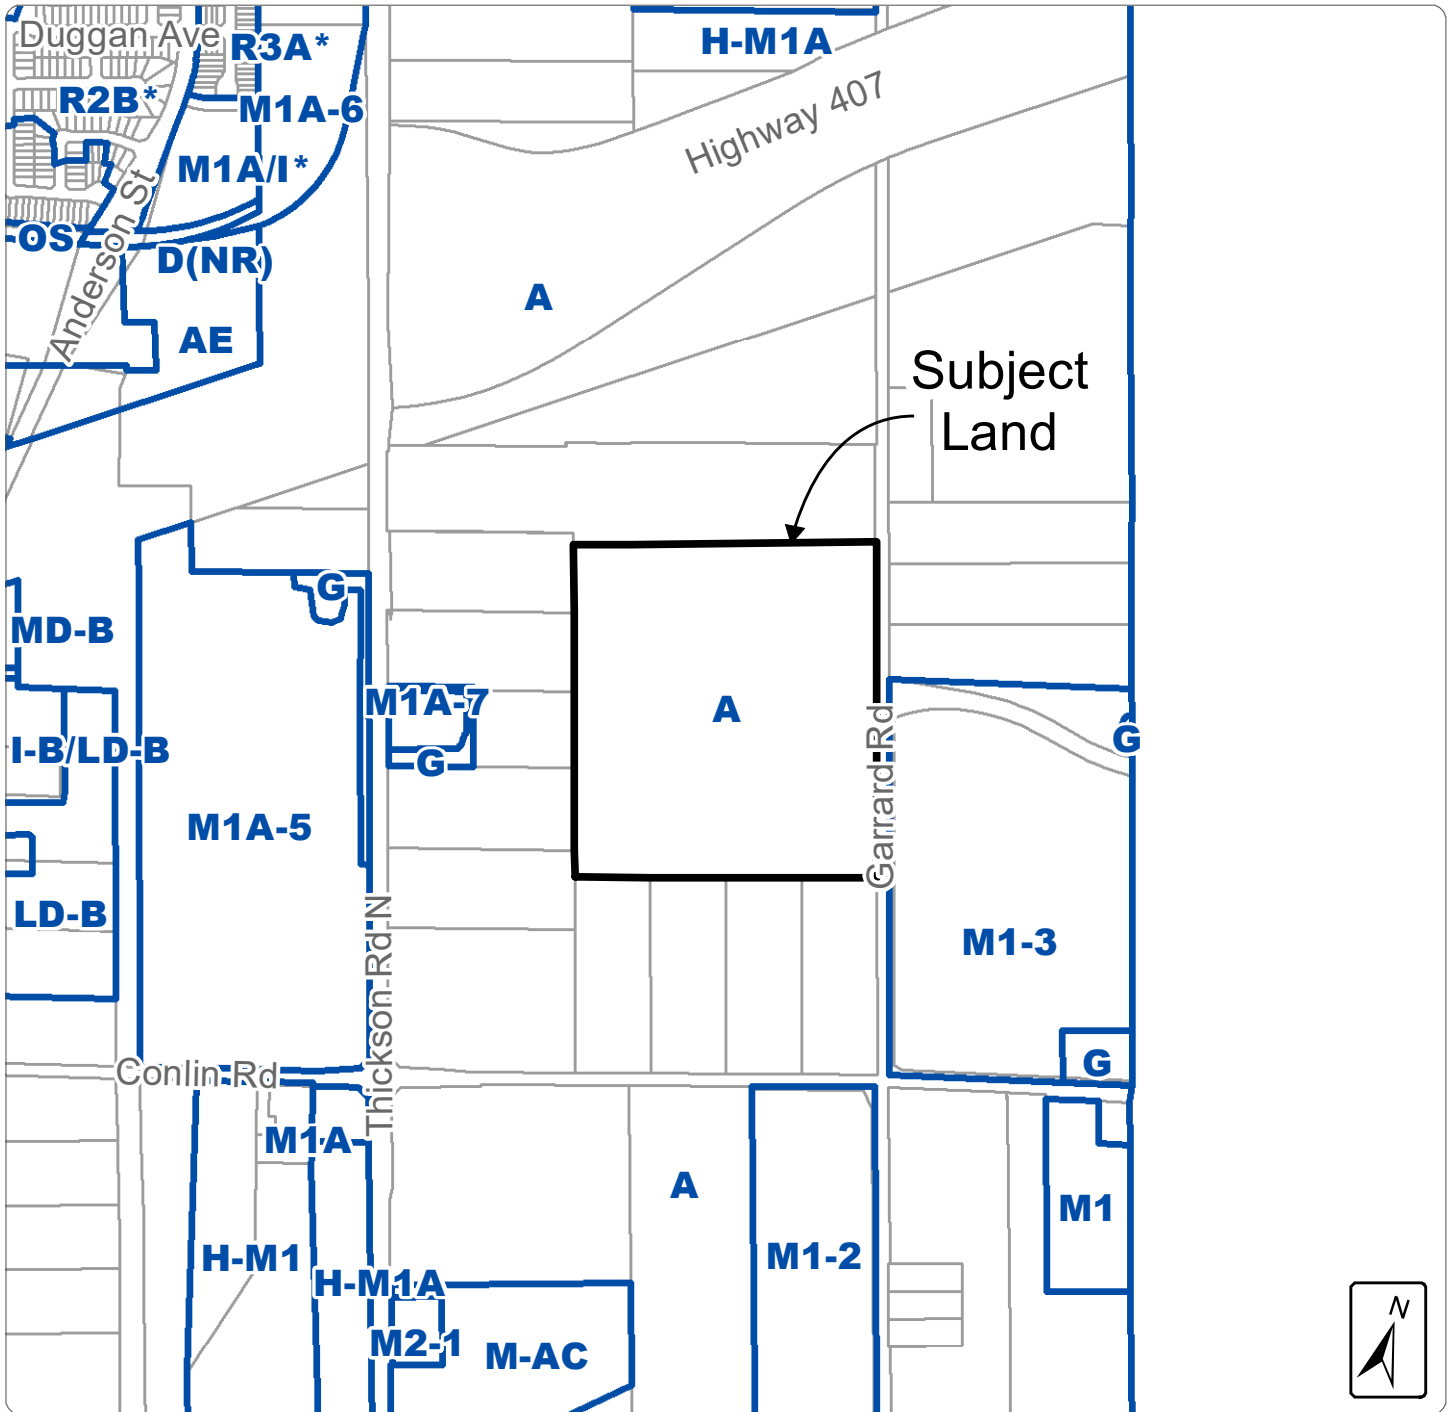 Duggan Ave
R3A*
H-M1A
R2B*
M1A-6
Highway 407
M1A/I*
Anderson St
OS
D(NR)
A
AE
Subject
Land
G
MD-B
M1A-7
A
Garrard Rd
G
I-B/LD-B
G
M1A-5
LD-B
M1-3
Thickson Rd N
Conlin Rd
G
M1A
A
M1
H-M1
M1-2
H-M1A
M2-1
M-AC
N